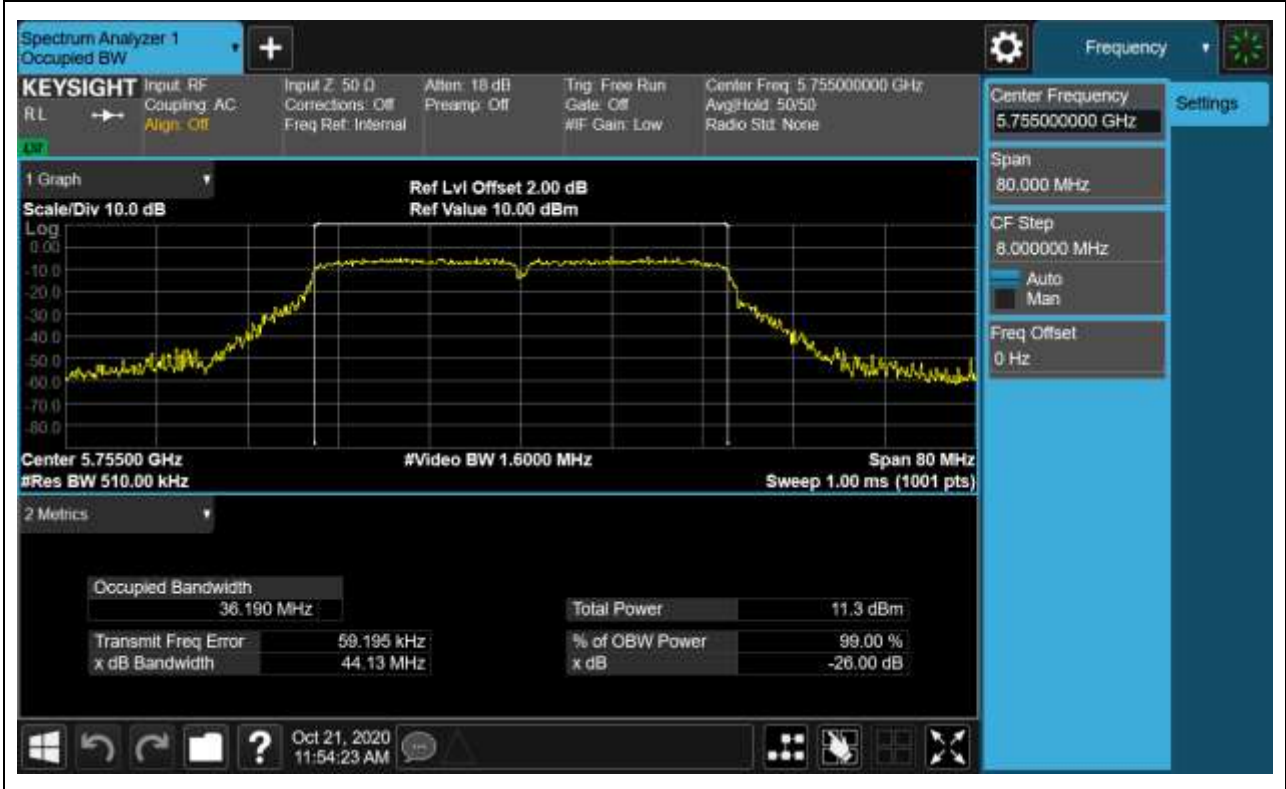 Spectrum Analyzer 1
Occupied BW
+
Frequency
KEYSIGHT
RL
Input: RF
Coupling: AC
Align: Off
Input Z: 50 Ω
Corrections: Off
Freq Ref: Internal
Atten: 18 dB
Preamp: Off
Trig: Free Run
Gate: Off
#IF Gain: Low
Center Freq: 5.755000000 GHz
Avg|Hold: 50/50
Radio Std: None
Center Frequency
5.755000000 GHz
Settings
Span
80.000 MHz
CF Step
8.000000 MHz
Auto
Man
Freq Offset
0 Hz
1 Graph
Scale/Div 10.0 dB
Ref Lvl Offset 2.00 dB
Ref Value 10.00 dBm
Log
0.00
-10.0
-20.0
-30.0
-40.0
-50.0
-60.0
-70.0
-80.0
Center 5.75500 GHz
#Video BW 1.6000 MHz
Span 80 MHz
#Res BW 510.00 kHz
Sweep 1.00 ms (1001 pts)
2 Metrics
Occupied Bandwidth
36.190 MHz
Total Power 11.3 dBm
Transmit Freq Error 59.195 kHz
% of OBW Power 99.00 %
x dB Bandwidth 44.13 MHz
x dB -26.00 dB
?
Oct 21, 2020
11:54:23 AM